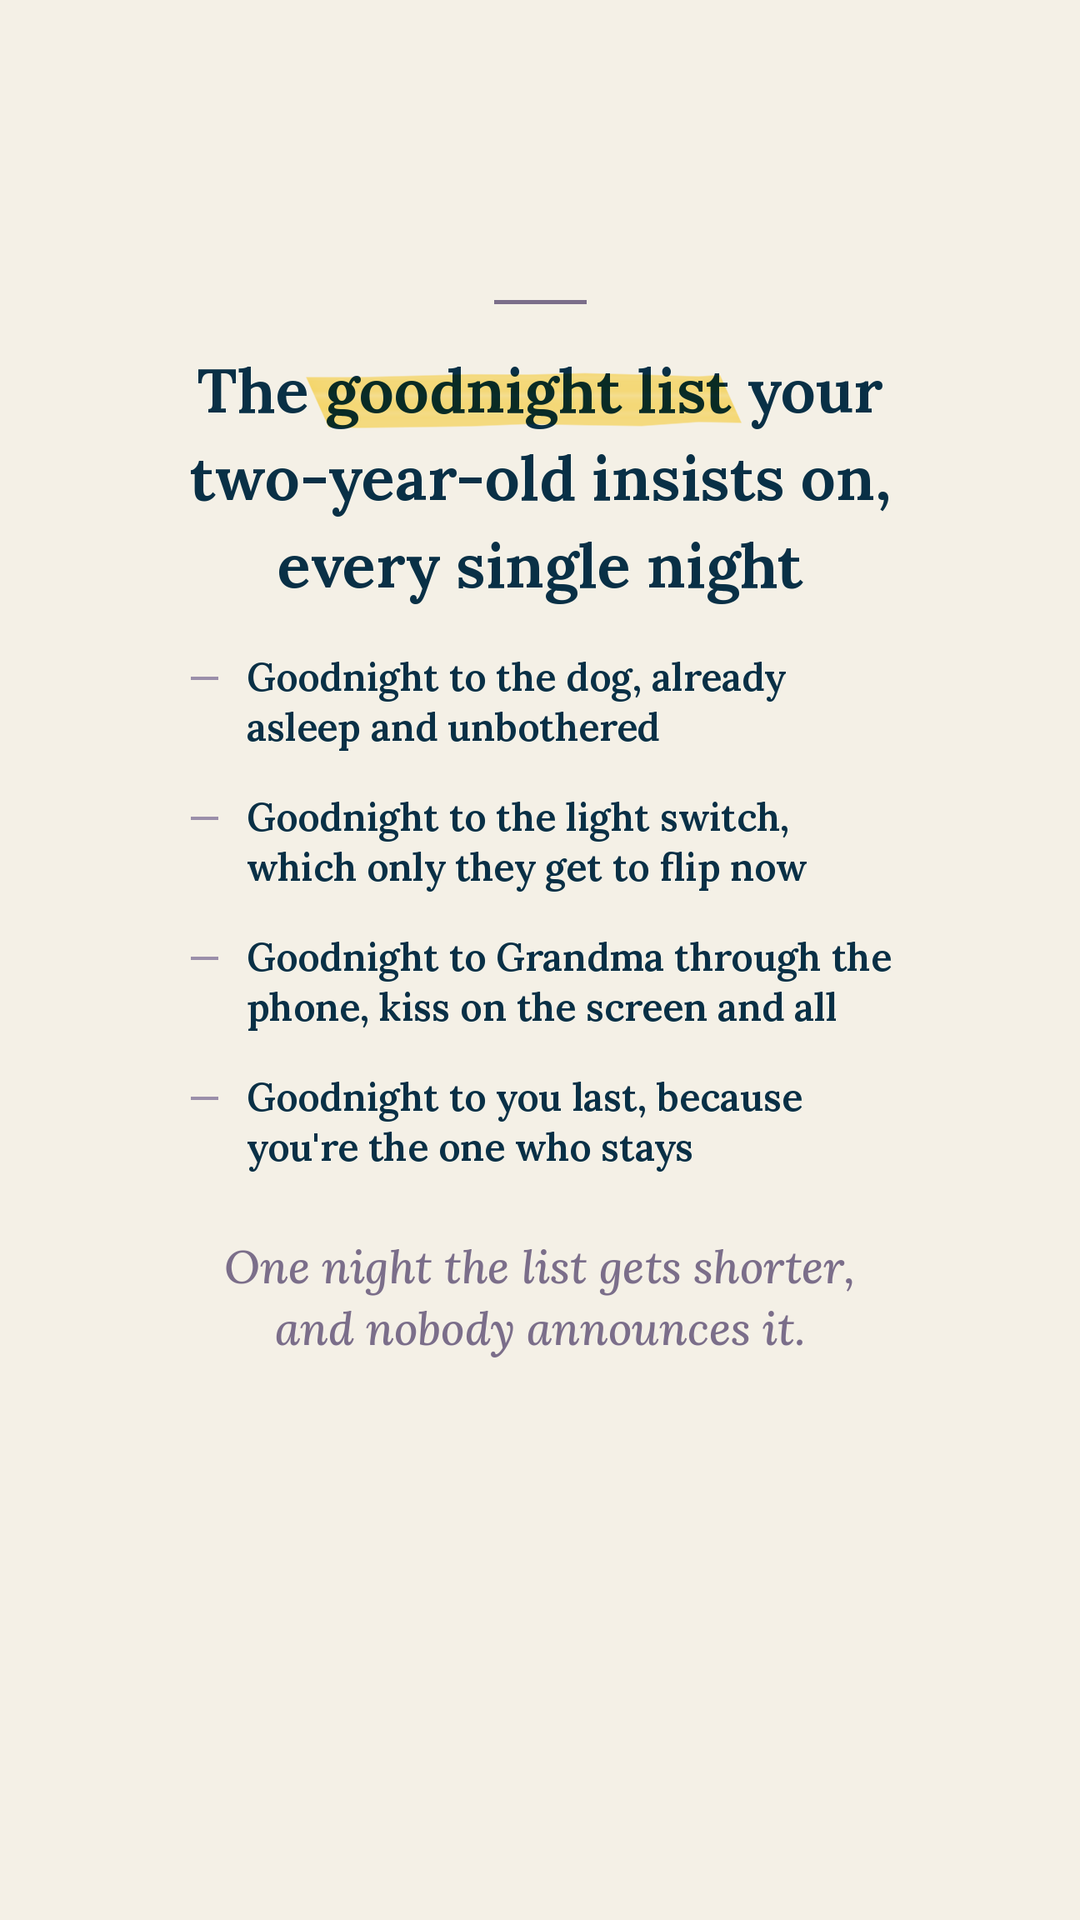 The goodnight list your
two-year-old insists on,
every single night
— Goodnight to the dog, already
asleep and unbothered
— Goodnight to the light switch,
which only they get to flip now
— Goodnight to Grandma through the
phone, kiss on the screen and all
— Goodnight to you last, because
you're the one who stays
One night the list gets shorter,
and nobody announces it.